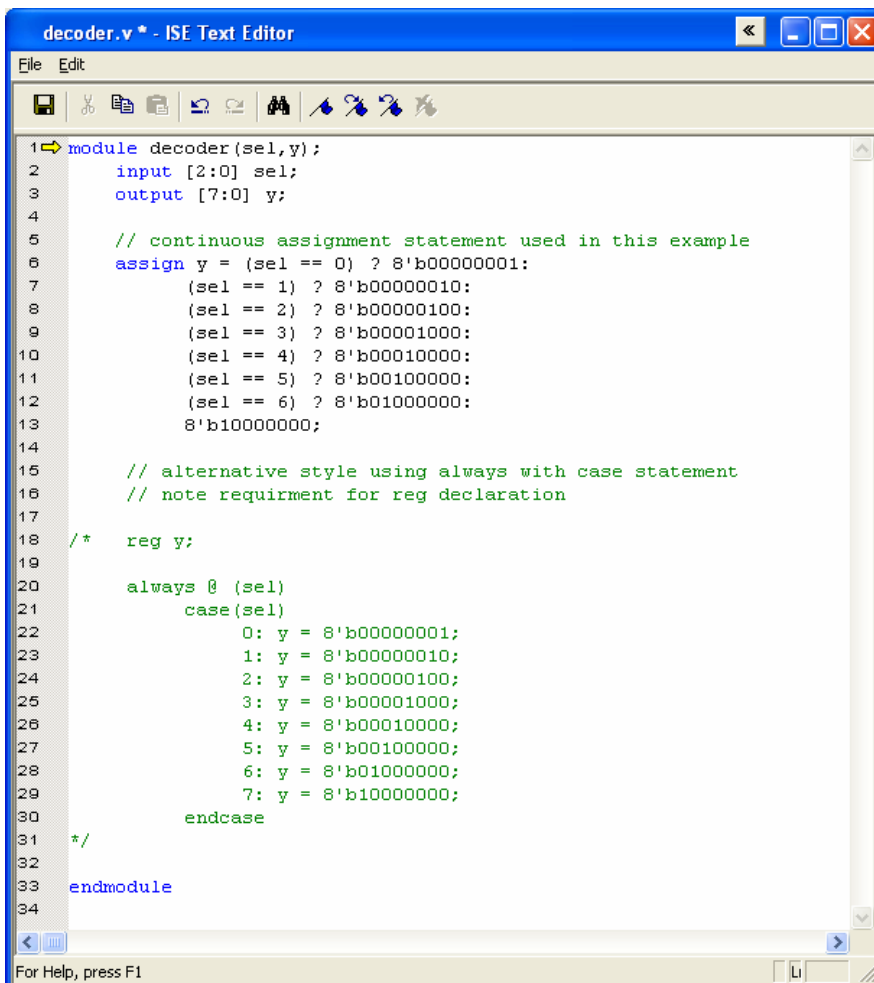 decoder.v * - ISE Text Editor
File Edit
1 module decoder(sel,y);
2 input [2:0] sel;
3 output [7:0] y;
4
5 // continuous assignment statement used in this example
6 assign y = (sel == 0) ? 8'b00000001:
7 (sel == 1) ? 8'b00000010:
8 (sel == 2) ? 8'b00000100:
9 (sel == 3) ? 8'b00001000:
10 (sel == 4) ? 8'b00010000:
11 (sel == 5) ? 8'b00100000:
12 (sel == 6) ? 8'b01000000:
13 8'b10000000;
14
15 // alternative style using always with case statement
16 // note requirment for reg declaration
17
18 /* reg y;
19
20 always @ (sel)
21 case(sel)
22 0: y = 8'b00000001;
23 1: y = 8'b00000010;
24 2: y = 8'b00000100;
25 3: y = 8'b00001000;
26 4: y = 8'b00010000;
27 5: y = 8'b00100000;
28 6: y = 8'b01000000;
29 7: y = 8'b10000000;
30 endcase
31 */
32
33 endmodule
34
For Help, press F1